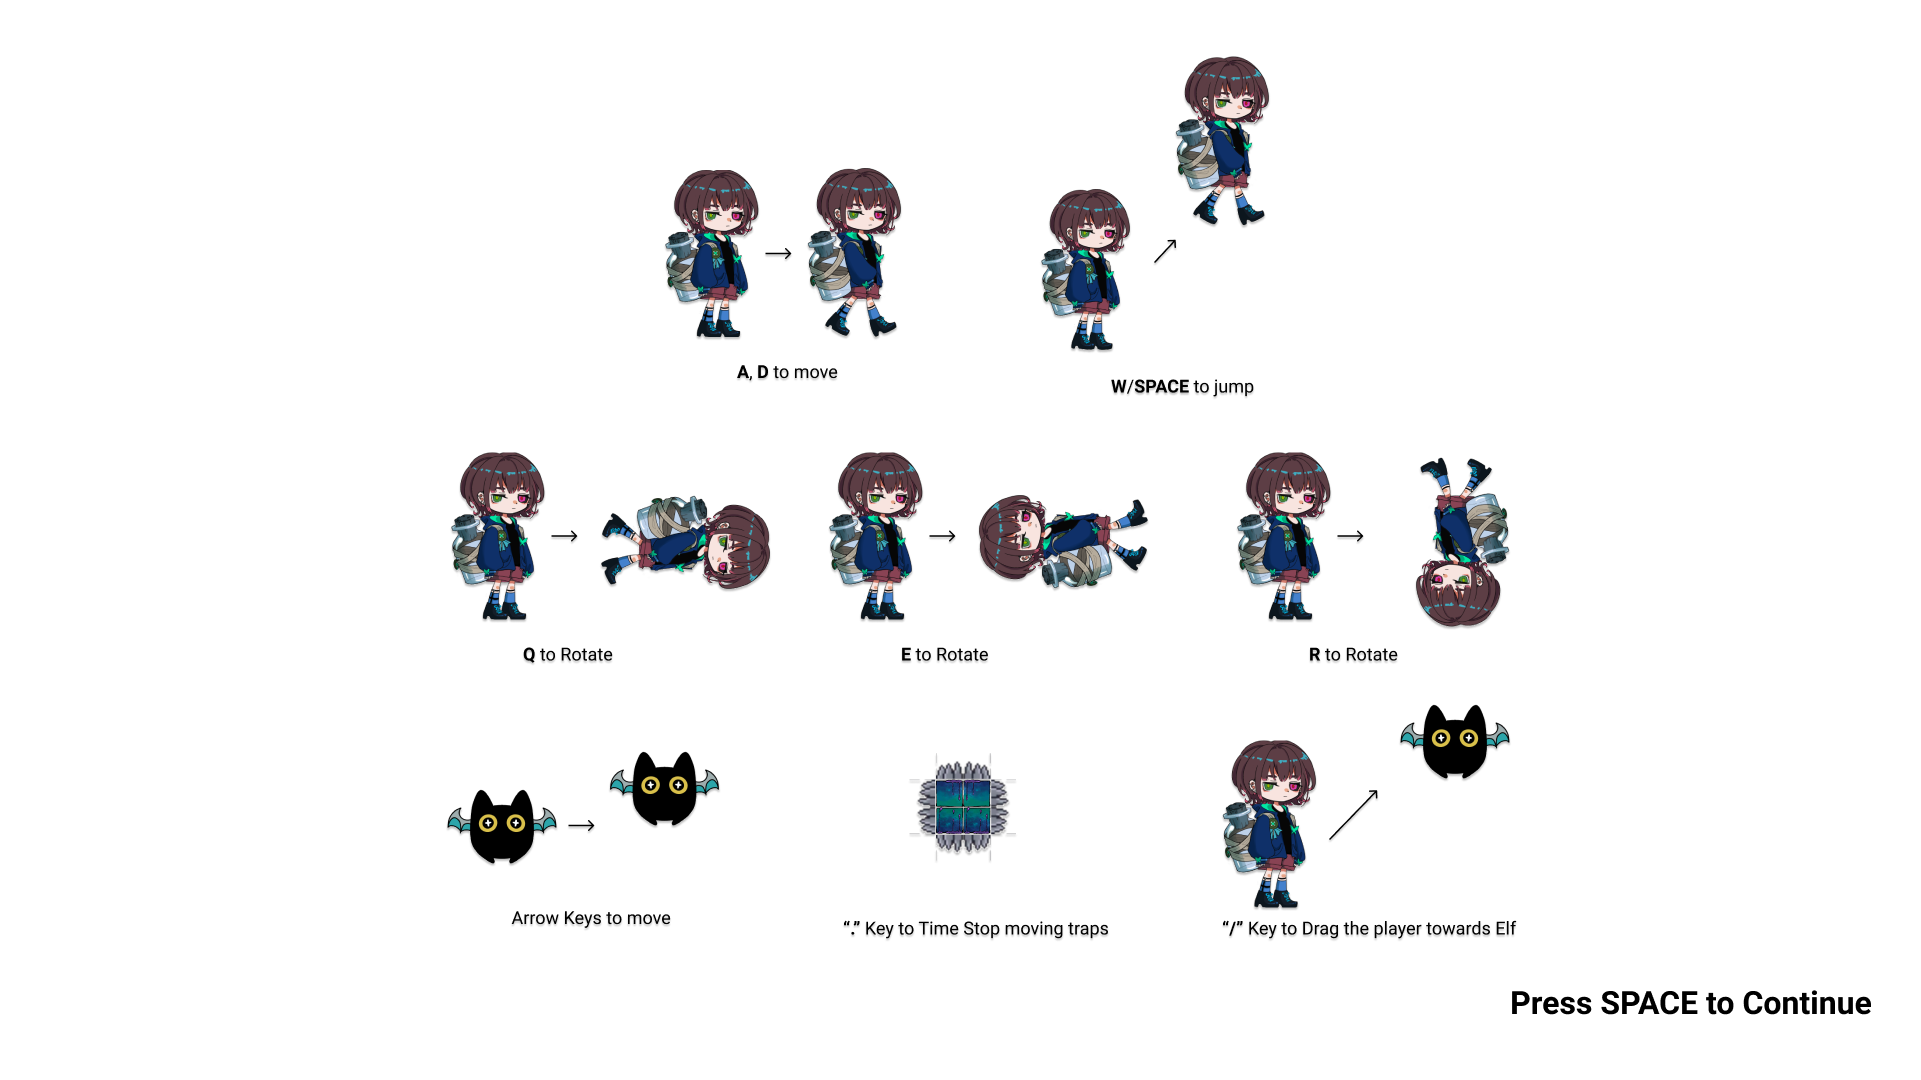 A, D to move
W/SPACE to jump
Q to Rotate
E to Rotate
R to Rotate
Arrow Keys to move
“.” Key to Time Stop moving traps
“/” Key to Drag the player towards Elf
Press SPACE to Continue